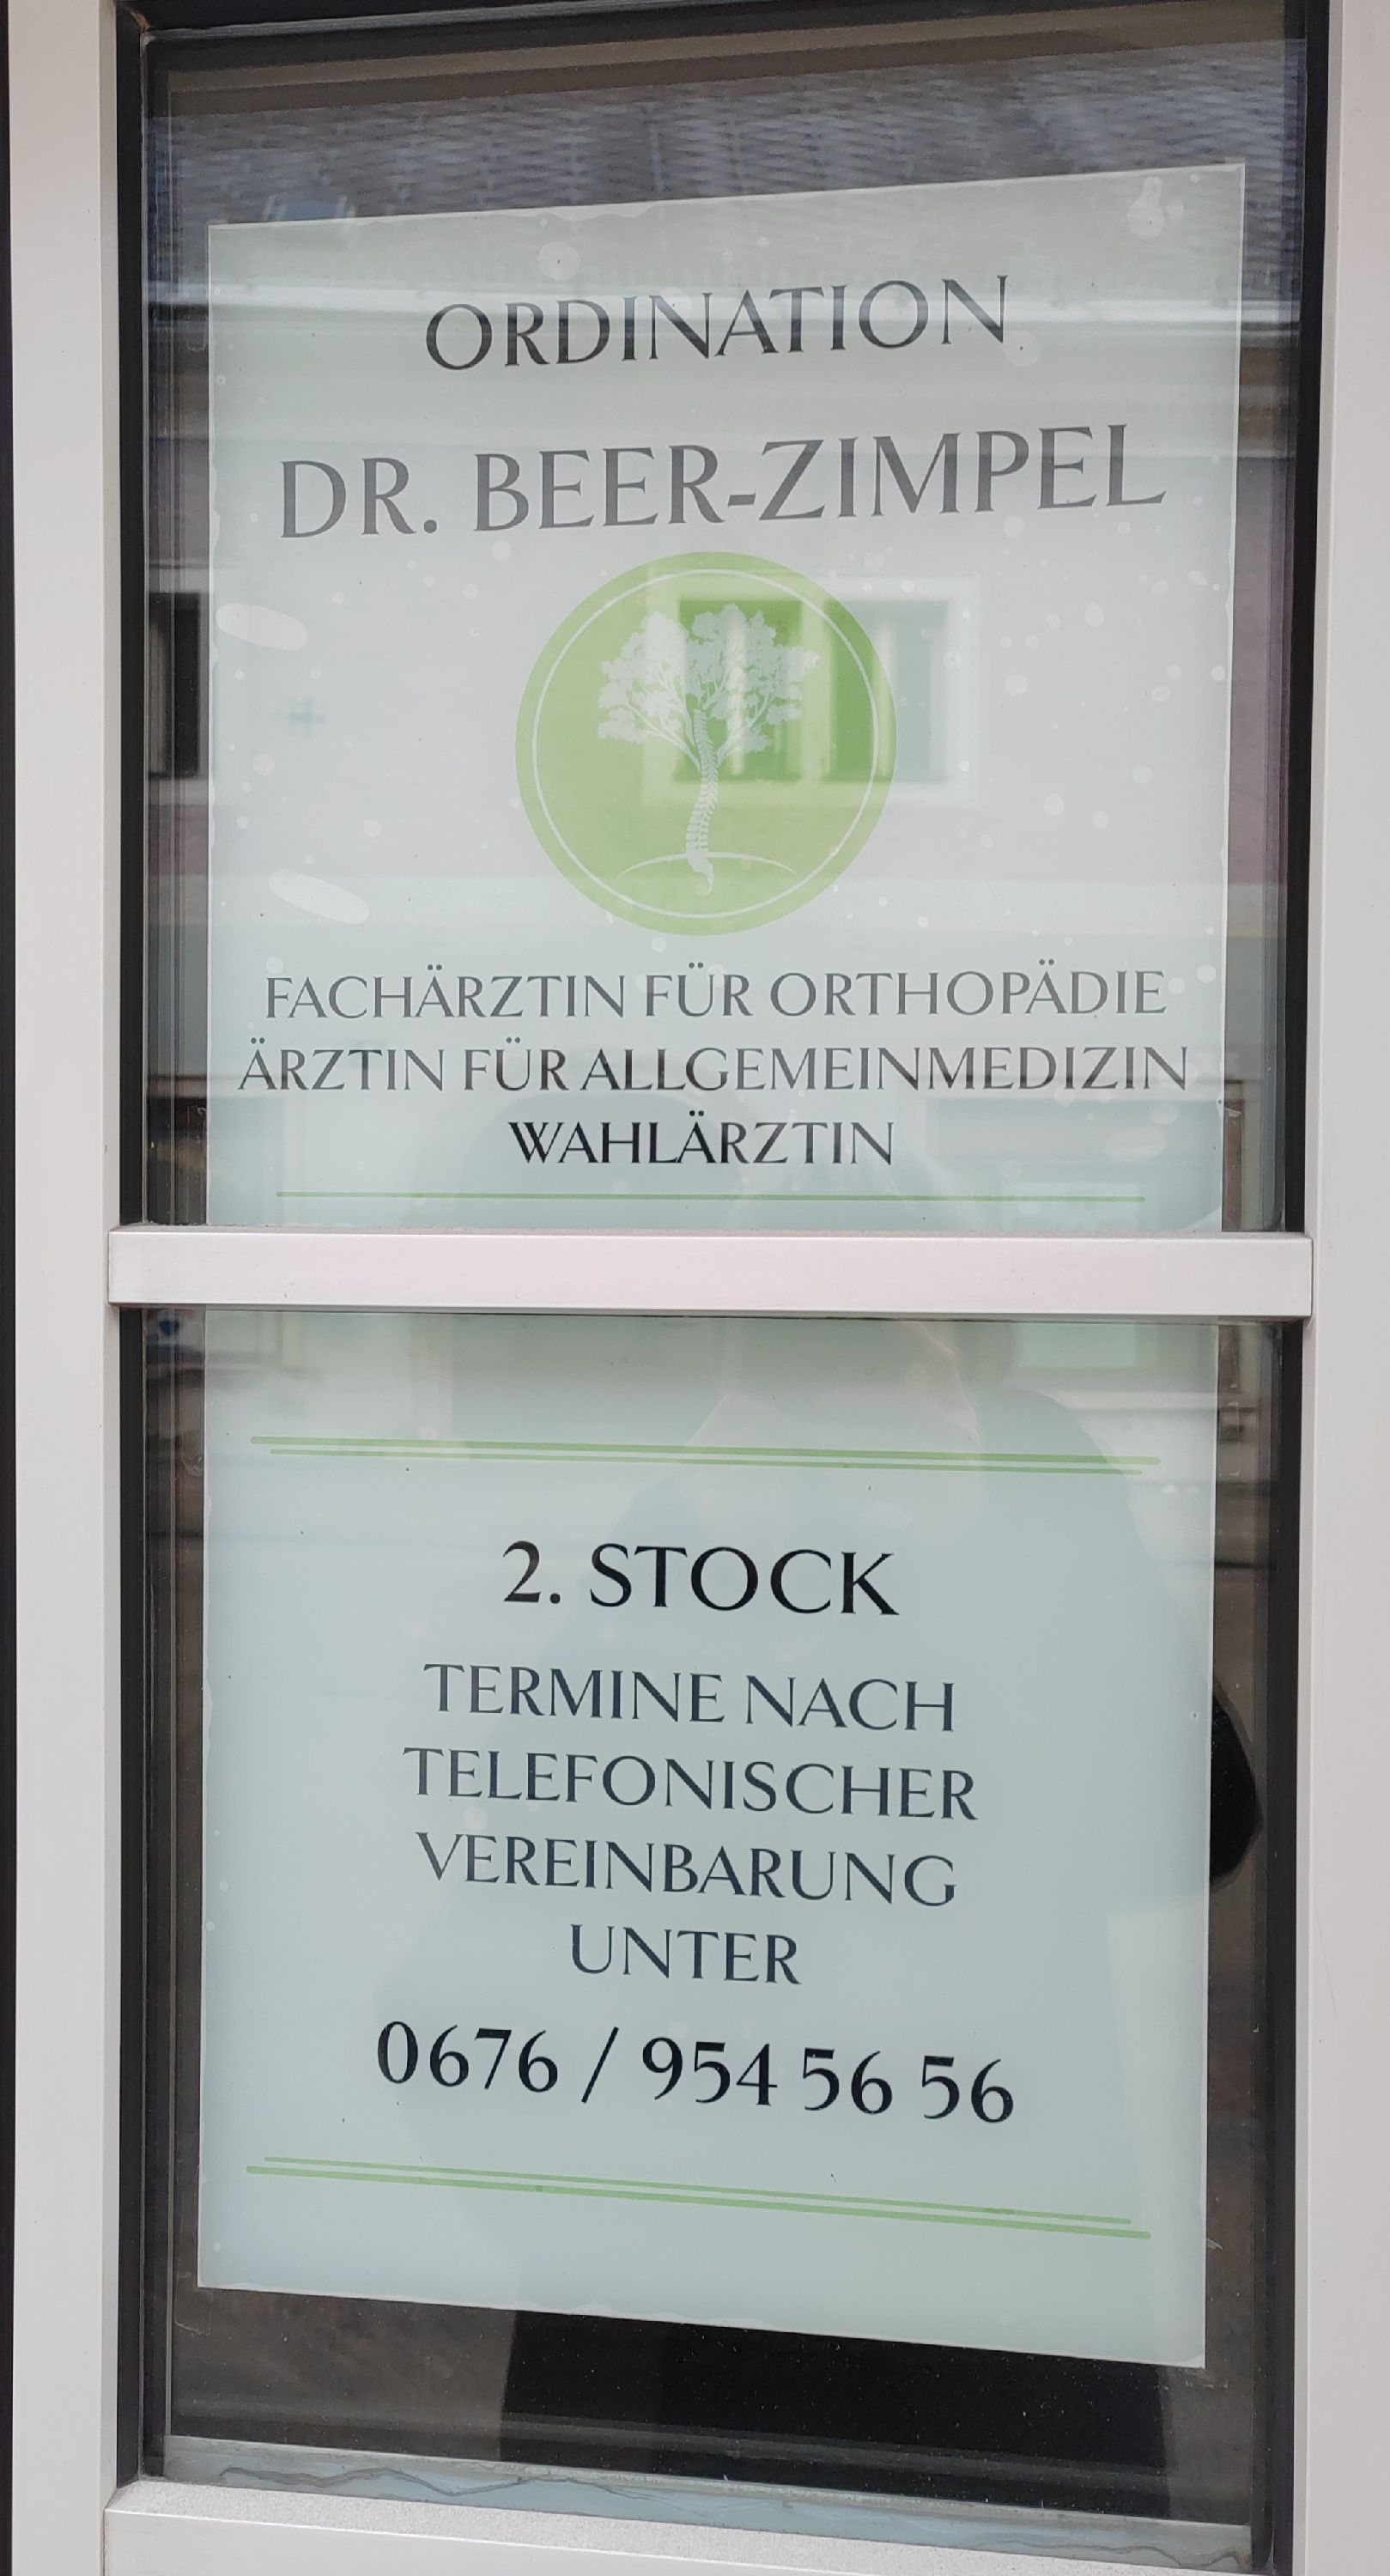 ORDINATION
DR. BEER-ZIMPEL
FACHÄRZTIN FÜR ORTHOPÄDIE
ÄRZTIN FÜR ALLGEMEINMEDIZIN
WAHLÄRZTIN
2. STOCK
TERMINE NACH
TELEFONISCHER
VEREINBARUNG
UNTER
0676 / 954 56 56